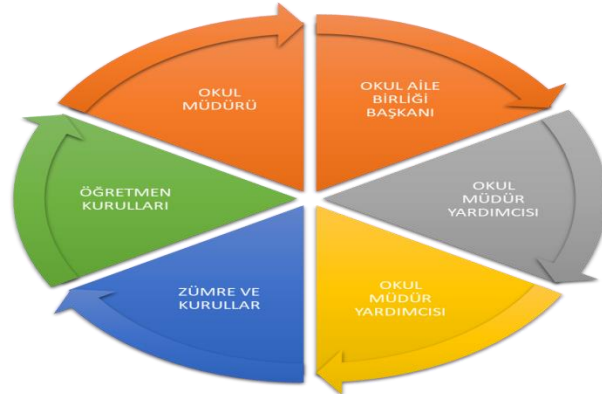 OKUL
MÜDÜRÜ
OKUL AİLE
BİRLİĞİ
BAŞKANI
OKUL
MÜDÜR
YARDIMCISI
OKUL
MÜDÜR
YARDIMCISI
ZÜMRE VE
KURULLAR
ÖĞRETMEN
KURULLARI